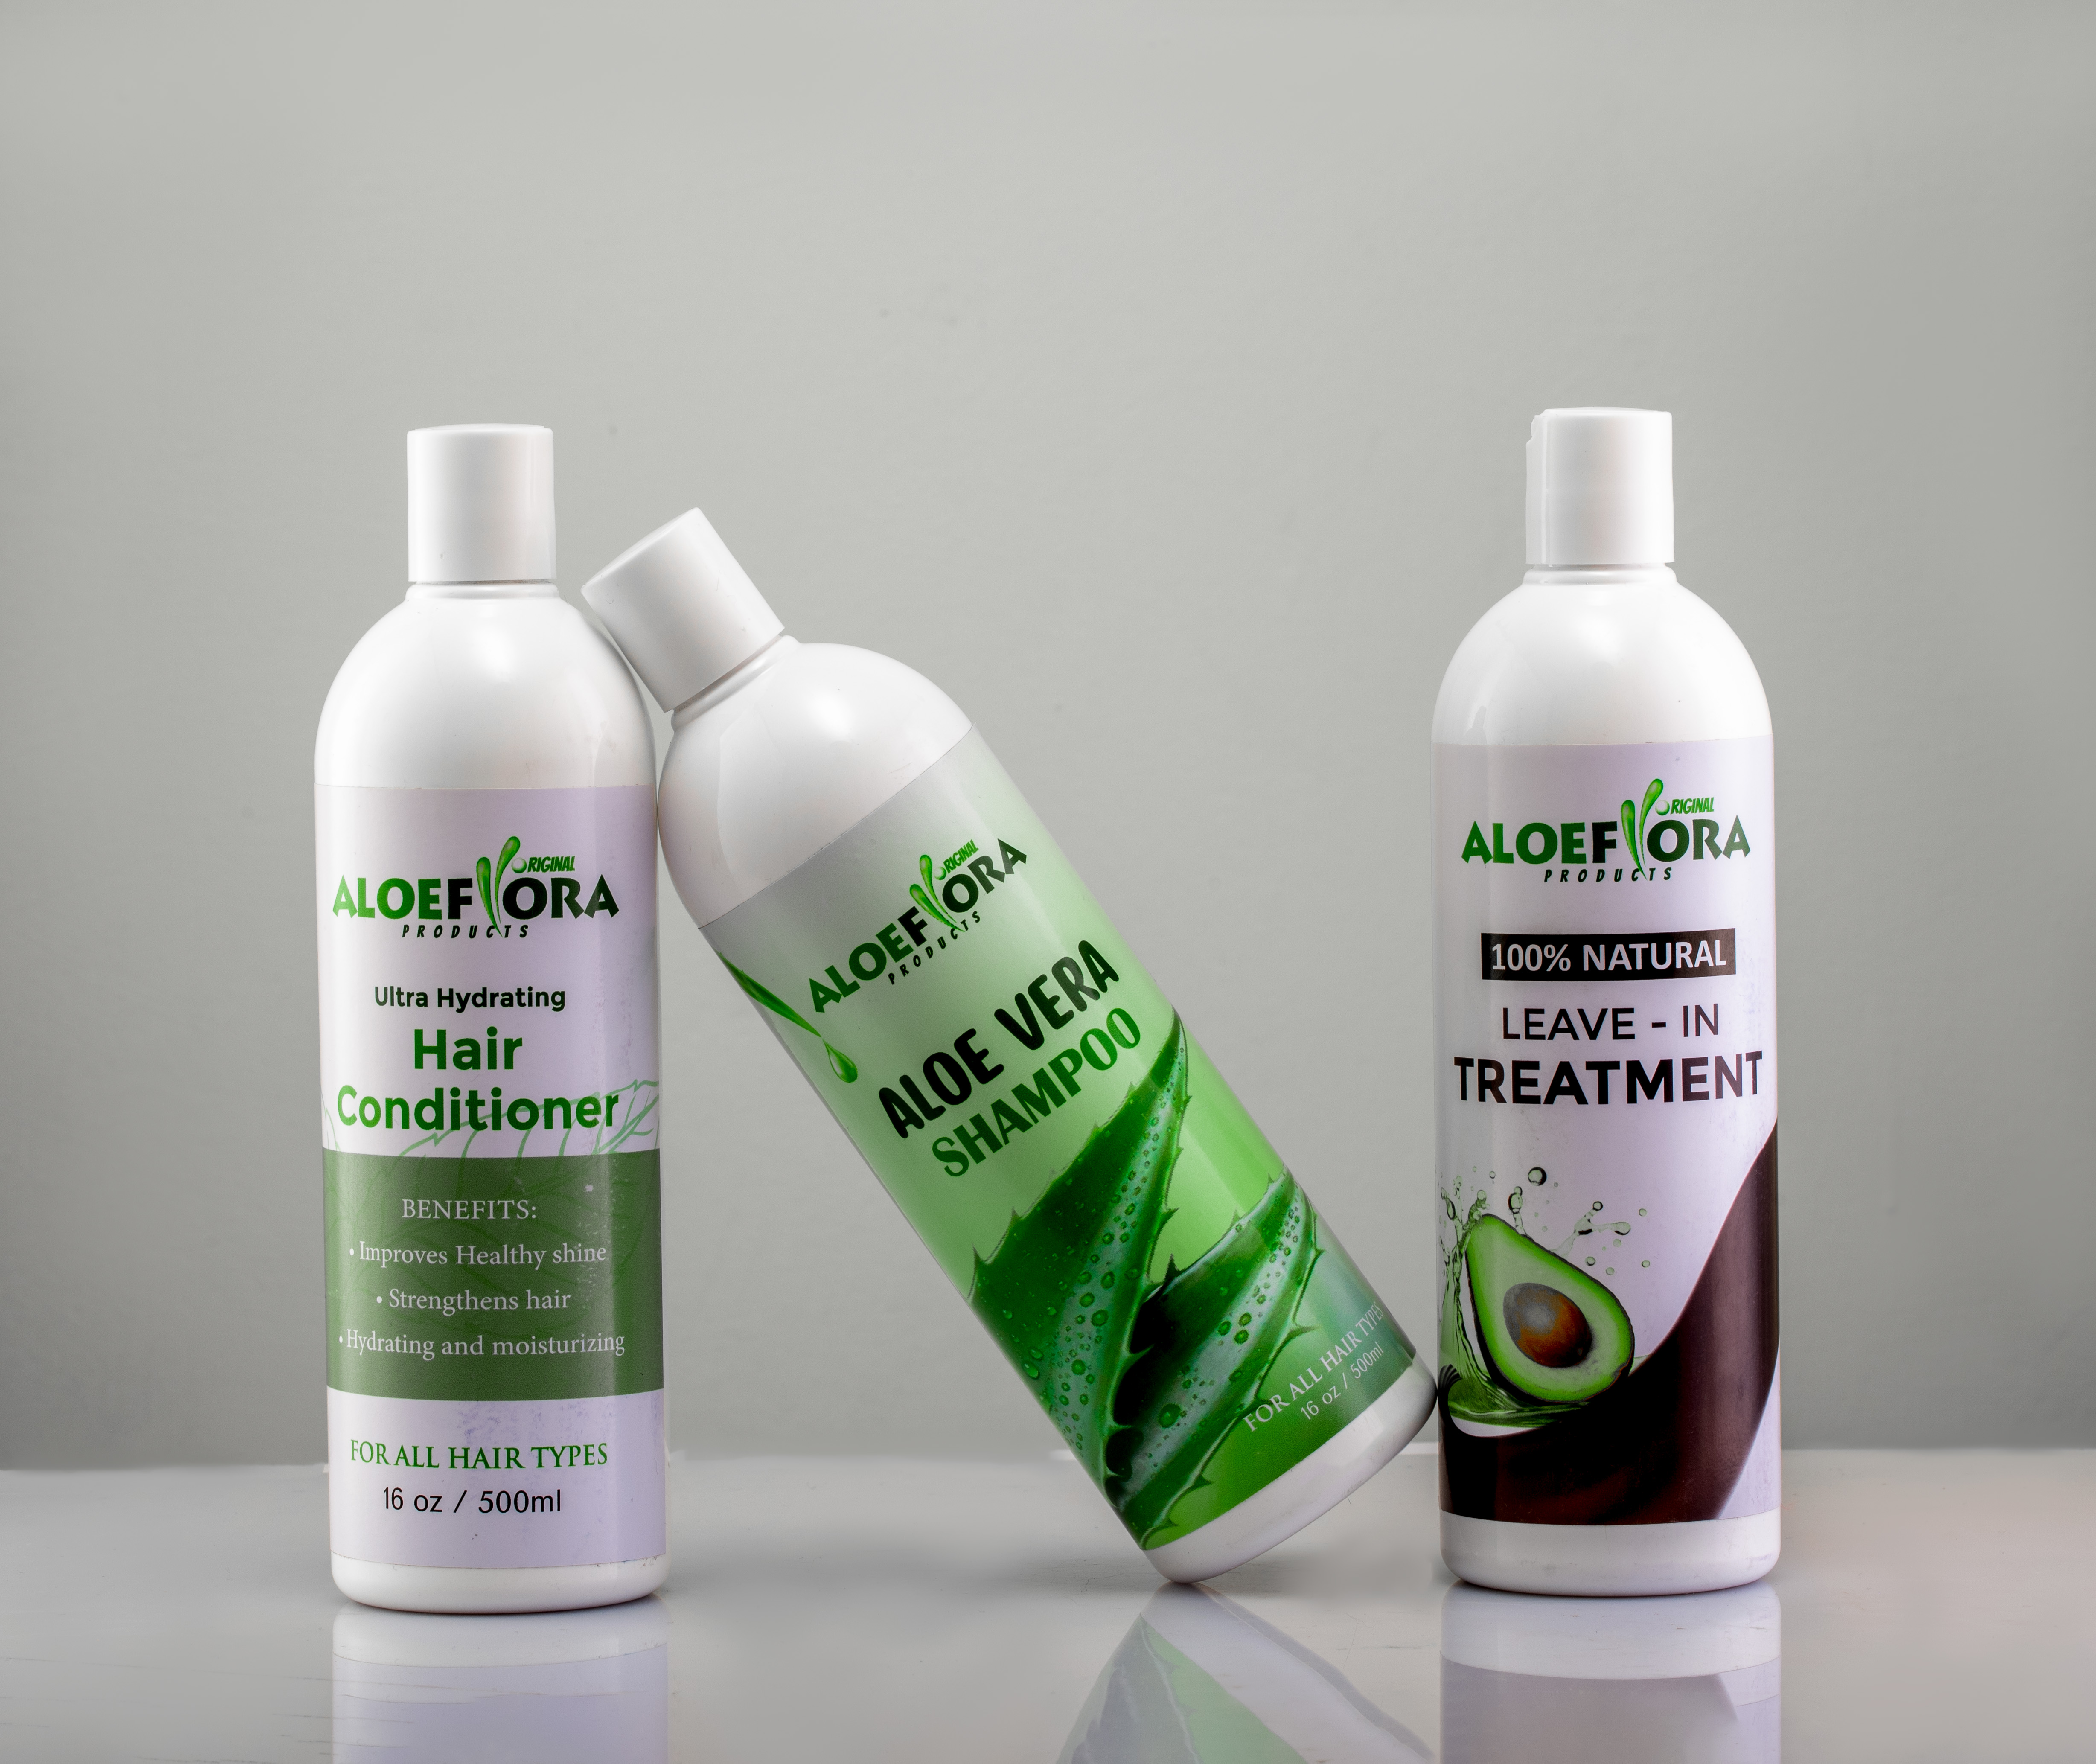 ORIGINAL
ALOEFLORA
PRODUCTS
Ultra Hydrating
Hair
Conditioner
BENEFITS:
• Improves Healthy shine
• Strengthens hair
• Hydrating and moisturizing
FOR ALL HAIR TYPES
16 oz / 500ml
ORIGINAL
ALOEFLORA
PRODUCTS
ALOE VERA
SHAMPOO
FOR ALL HAIR TYPES
16 oz / 500ml
ORIGINAL
ALOEFLORA
PRODUCTS
100% NATURAL
LEAVE - IN
TREATMENT